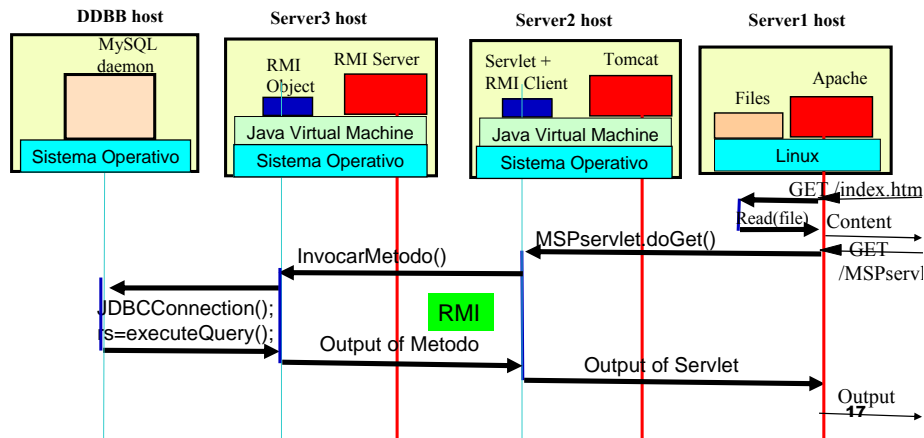 DDBB host
Server3 host
Server2 host
Server1 host
MySQL
daemon
Sistema Operativo
RMI
Object
RMI Server
Java Virtual Machine
Sistema Operativo
Servlet +
RMI Client
Tomcat
Java Virtual Machine
Sistema Operativo
Files
Apache
Linux
GET /index.htm
Read(file)
Content
MSPservlet.doGet()
GET
/MSPservl
InvocarMetodo()
JDBCConnection();
rs=executeQuery();
RMI
Output of Metodo
Output of Servlet
Output
17